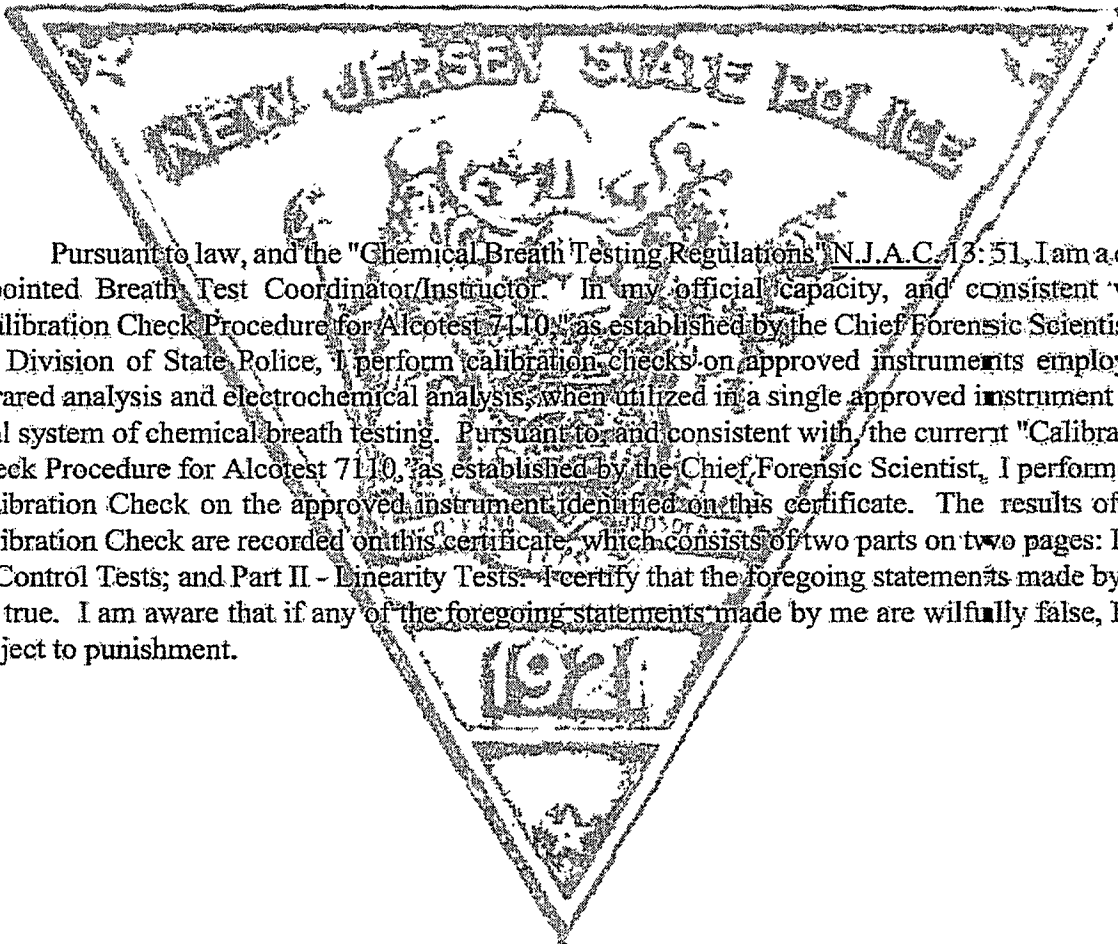 NEW JERSEY STATE POLICE
Pursuant to law, and the "Chemical Breath Testing Regulations" N.J.A.C. 13: 51, I am a
pointed Breath Test Coordinator/Instructor. In my official capacity, and consistent
libration Check Procedure for Alcotest 7110," as established by the Chief Forensic Scienti
Division of State Police, I perform calibration checks on approved instruments employ
rared analysis and electrochemical analysis, when utilized in a single approved instrument
l system of chemical breath testing. Pursuant to, and consistent with, the current "Calibra
eck Procedure for Alcotest 7110," as established by the Chief Forensic Scientist, I perform
libration Check on the approved instrument identified on this certificate. The results of
ibration Check are recorded on this certificate, which consists of two parts on two pages:
Control Tests; and Part II - Linearity Tests. I certify that the foregoing statements made by
true. I am aware that if any of the foregoing statements made by me are wilfully false, I
ject to punishment.
1921